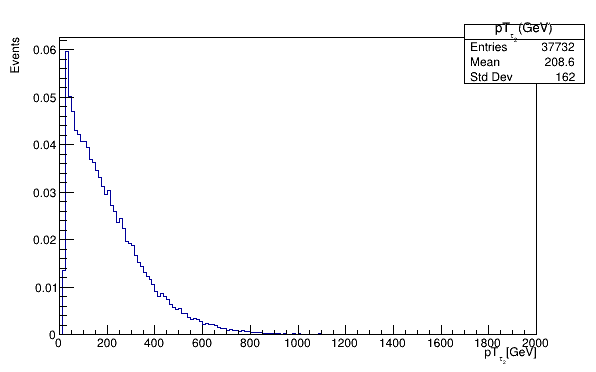 pT_τ₂(GeV)
Entries 37732
Mean 208.6
Std Dev 162
Events
0.06
0.05
0.04
0.03
0.02
0.01
0
0 200 400 600 800 1000 1200 1400 1600 1800 2000
pT_τ₂[GeV]